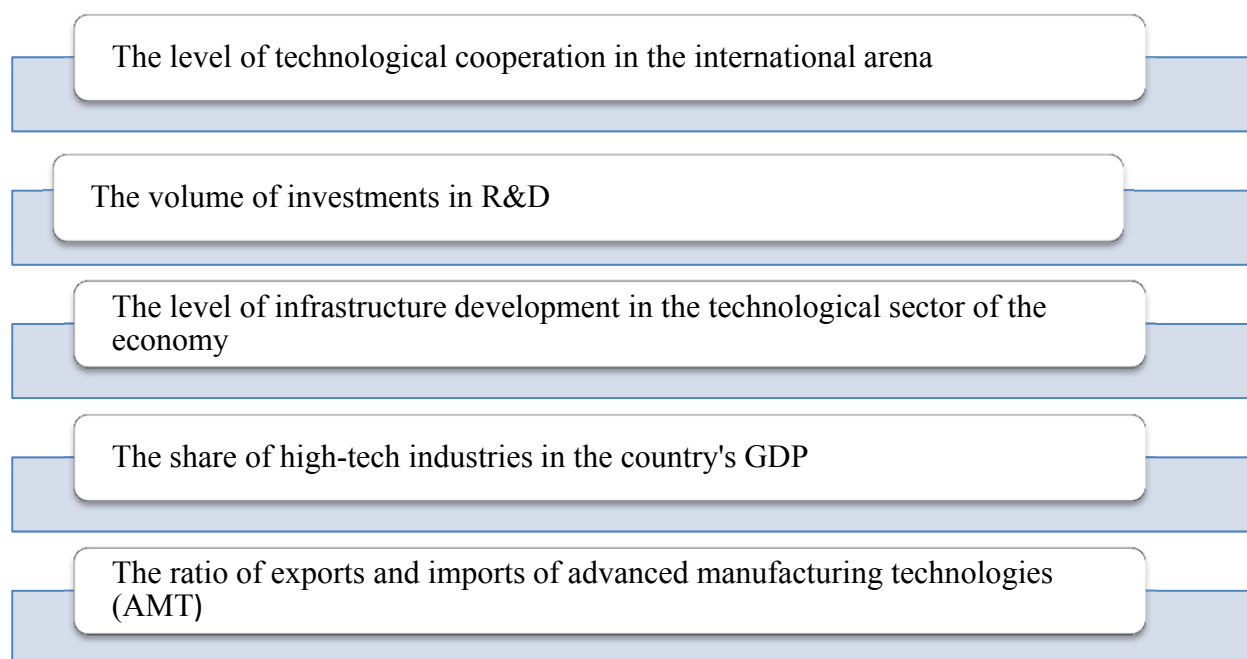 The level of technological cooperation in the international arena
The volume of investments in R&D
The level of infrastructure development in the technological sector of the
economy
The share of high-tech industries in the country's GDP
The ratio of exports and imports of advanced manufacturing technologies
(AMT)